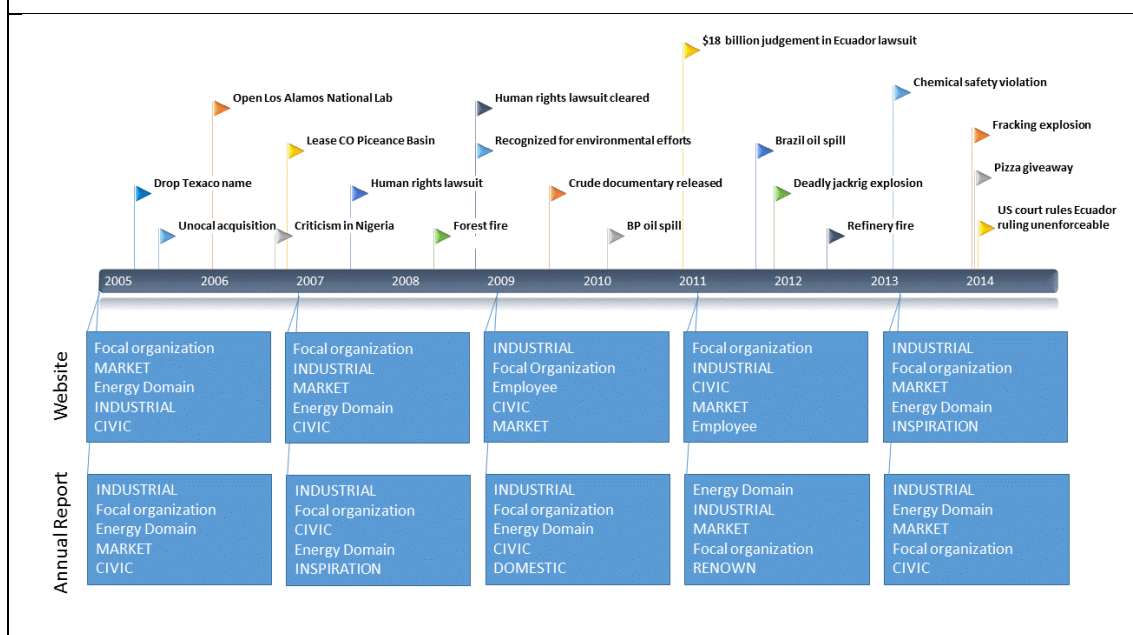 $18 billion judgement in Ecuador lawsuit
Chemical safety violation
Open Los Alamos National Lab
Human rights lawsuit cleared
Fracking explosion
Lease CO Piceance Basin
Recognized for environmental efforts
Brazil oil spill
Pizza giveaway
Drop Texaco name
Human rights lawsuit
Crude documentary released
Deadly jackrig explosion
US court rules Ecuador
ruling unenforceable
Unocal acquisition
Criticism in Nigeria
Forest fire
BP oil spill
Refinery fire
2005 2006 2007 2008 2009 2010 2011 2012 2013 2014
Website
Focal organization
MARKET
Energy Domain
INDUSTRIAL
CIVIC
Focal organization
INDUSTRIAL
MARKET
Energy Domain
CIVIC
INDUSTRIAL
Focal Organization
Employee
CIVIC
MARKET
Focal organization
INDUSTRIAL
CIVIC
MARKET
Employee
INDUSTRIAL
Focal organization
MARKET
Energy Domain
INSPIRATION
Annual Report
INDUSTRIAL
Focal organization
Energy Domain
MARKET
CIVIC
INDUSTRIAL
Focal organization
CIVIC
Energy Domain
INSPIRATION
INDUSTRIAL
Focal organization
Energy Domain
CIVIC
DOMESTIC
Energy Domain
INDUSTRIAL
MARKET
Focal organization
RENOWN
INDUSTRIAL
Energy Domain
MARKET
Focal organization
CIVIC